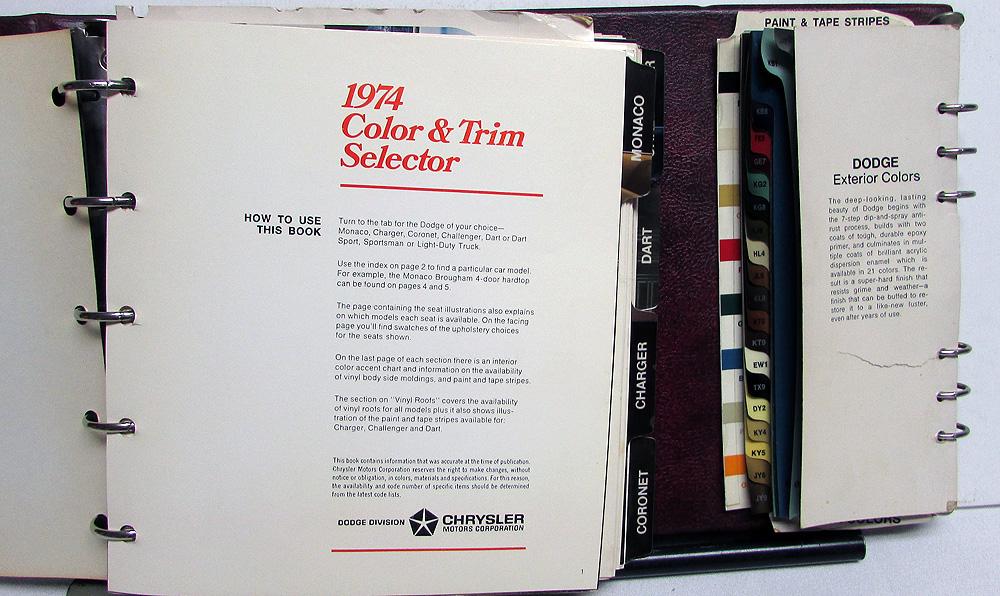 1974
Color & Trim
Selector
HOW TO USE
THIS BOOK
Turn to the tab for the Dodge of your choice—
Monaco, Charger, Coronet, Challenger, Dart or Dart
Sport, Sportsman or Light-Duty Truck.
Use the index on page 2 to find a particular car model.
For example, the Monaco Brougham 4-door hardtop
can be found on pages 4 and 5.
The page containing the seat illustrations also explains
on which models each seat is available. On the facing
page you'll find swatches of the upholstery choices
for the seats shown.
On the last page of each section there is an interior
color accent chart and information on the availability
of vinyl body side moldings, and paint and tape stripes.
The section on "Vinyl Roofs" covers the availability
of vinyl roofs for all models plus it also shows illus-
tration of the paint and tape stripes available for:
Charger, Challenger and Dart.
This book contains information that was accurate at the time of publication.
Chrysler Motors Corporation reserves the right to make changes, without
notice or obligation, in colors, materials and specifications. For this reason,
the availability and code number of specific items should be determined
from the latest code lists.
DODGE DIVISION
CHRYSLER
MOTORS CORPORATION
1
MONACO
DART
CHARGER
CORONET
PAINT & TAPE STRIPES
KG2
HL4
KT9
EW1
TX9
DY2
KY4
KY5
JY6
DODGE
Exterior Colors
The deep-looking, lasting
beauty of Dodge begins with
the 7-step dip-and-spray anti-
rust process, builds with two
coats of tough, durable epoxy
primer, and culminates in mul-
tiple coats of brilliant acrylic
dispersion enamel which is
available in 21 colors. The re-
sult is a super-hard finish that
resists grime and weather—a
finish that can be buffed to re-
store it to a like-new luster,
even after years of use.
COLORS